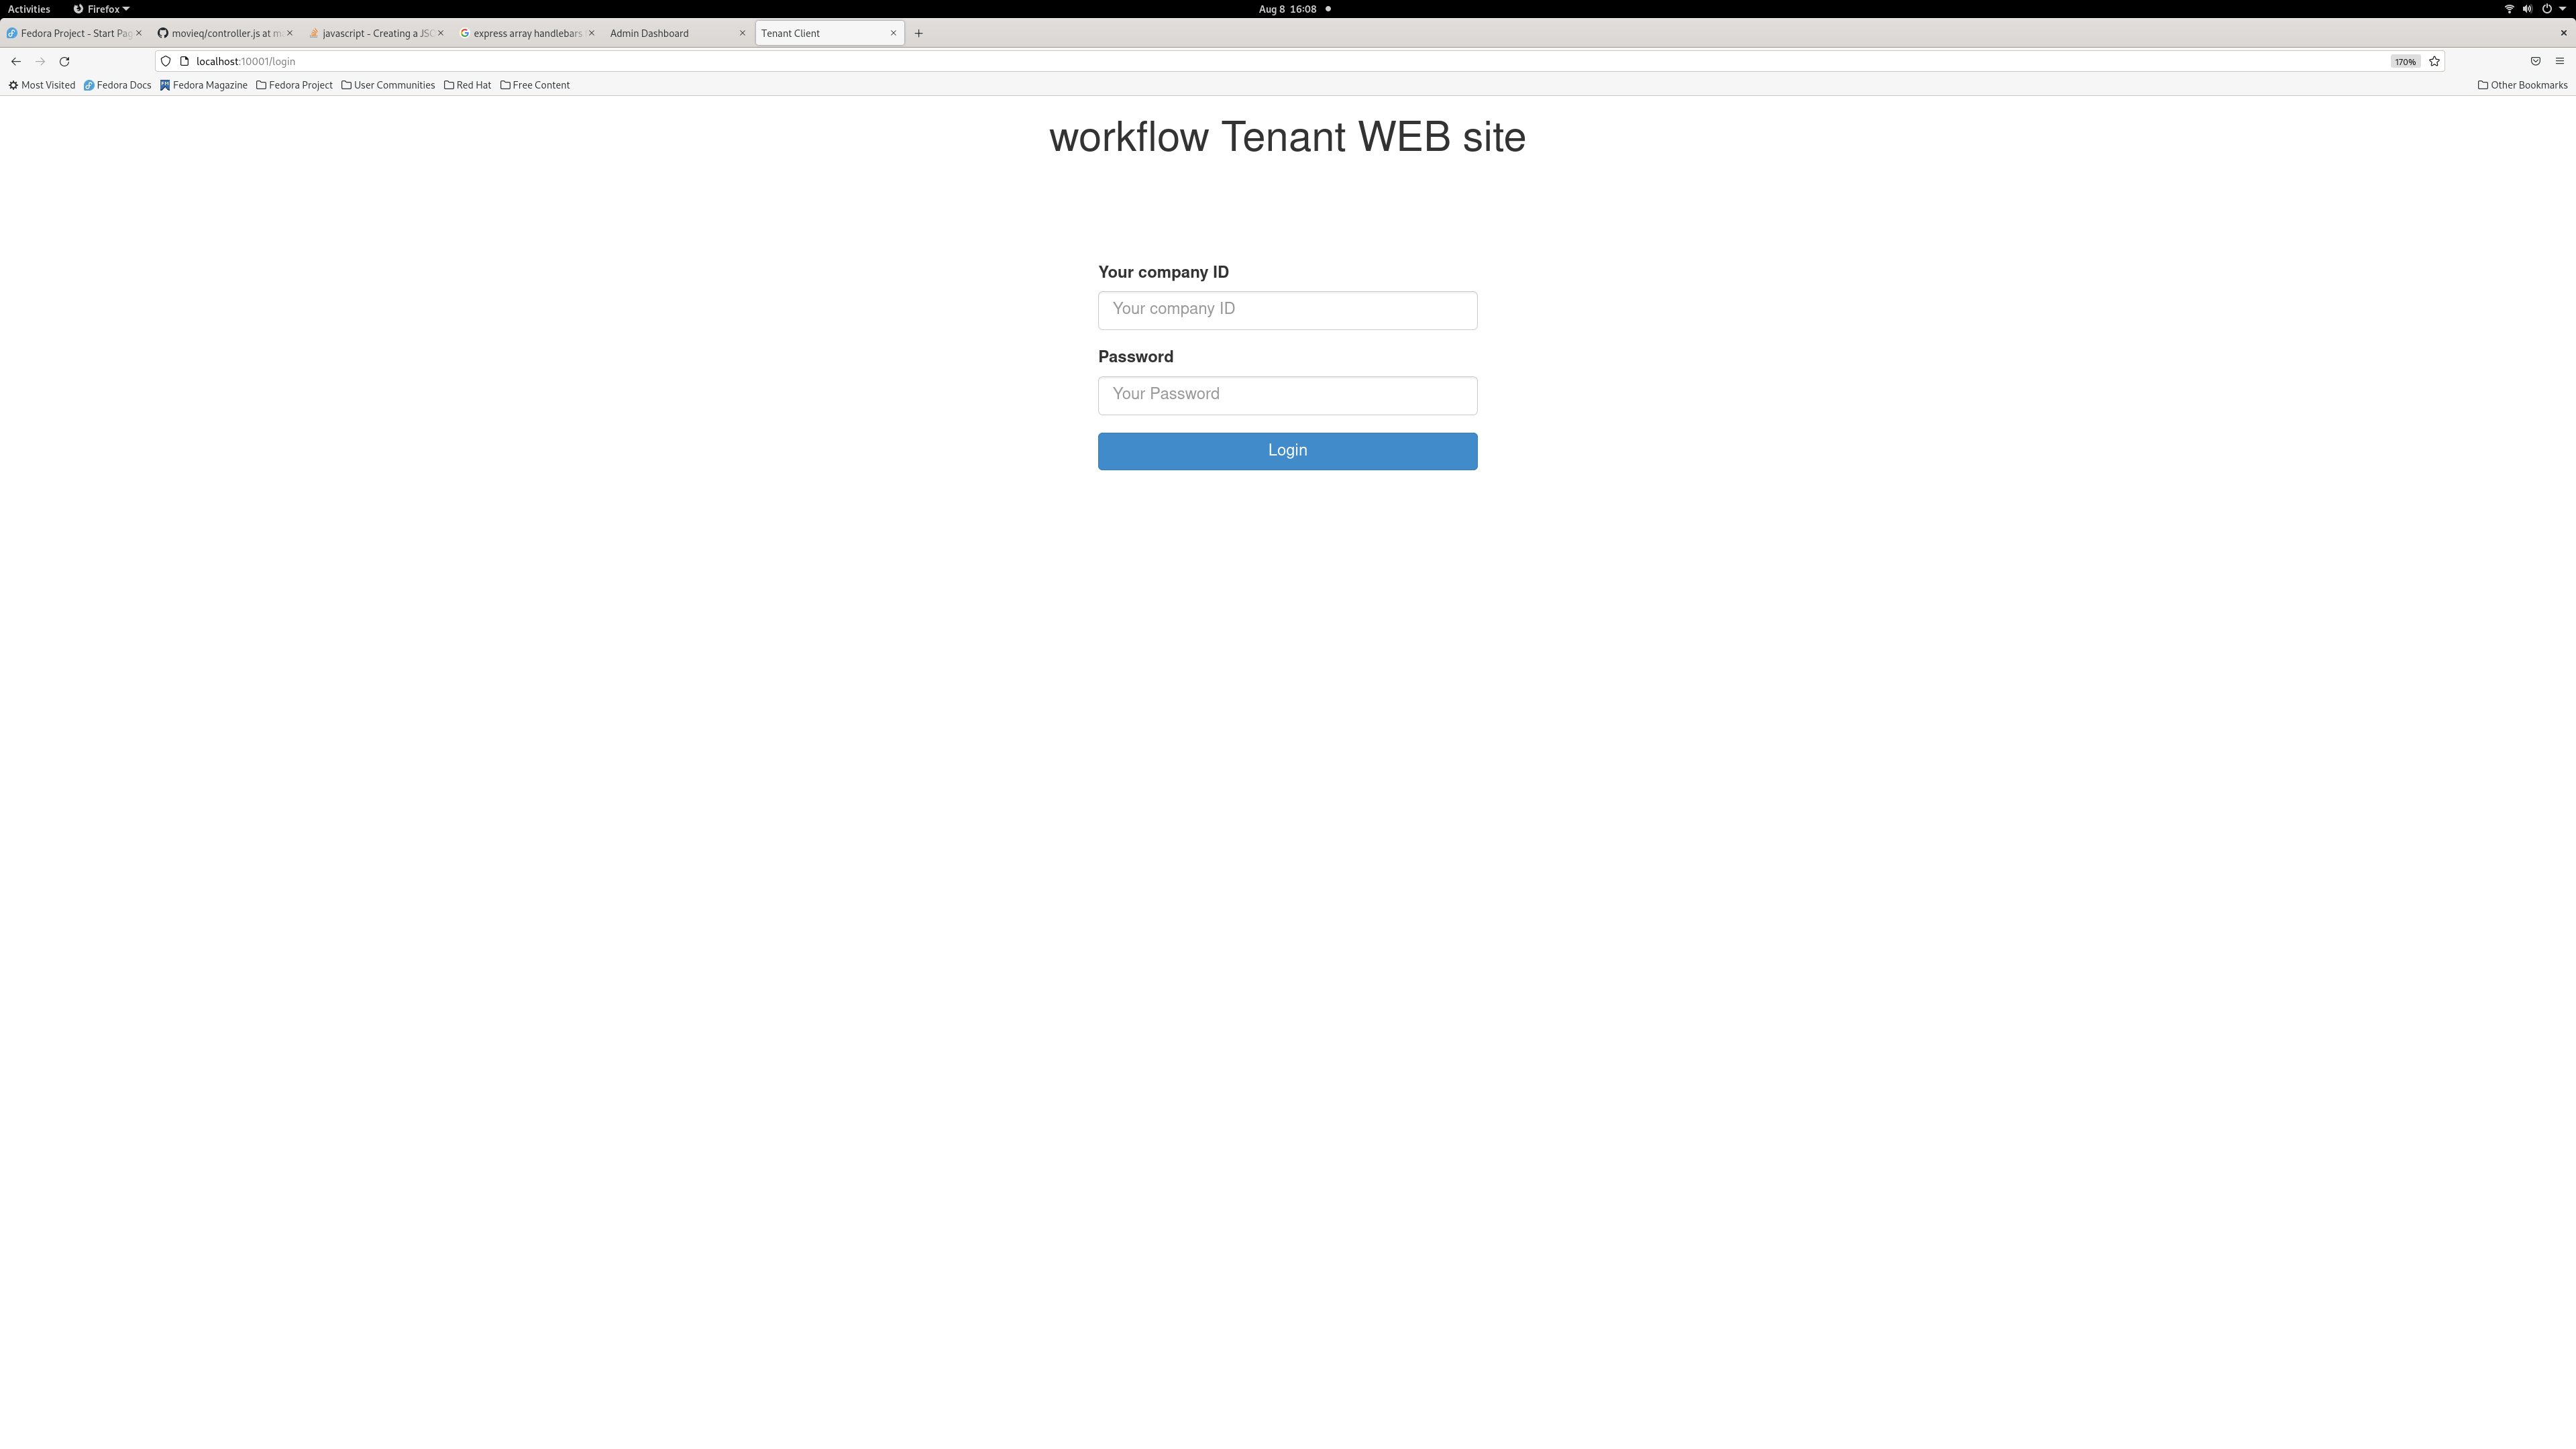 Activities Firefox Aug 8 16:08
Fedora Project - Start Pag movieq/controller.js at m javascript - Creating a JSO express array handlebars Admin Dashboard Tenant Client
localhost:10001/login 170%
Most Visited Fedora Docs Fedora Magazine Fedora Project User Communities Red Hat Free Content Other Bookmarks
workflow Tenant WEB site
Your company ID
Your company ID
Password
Your Password
Login